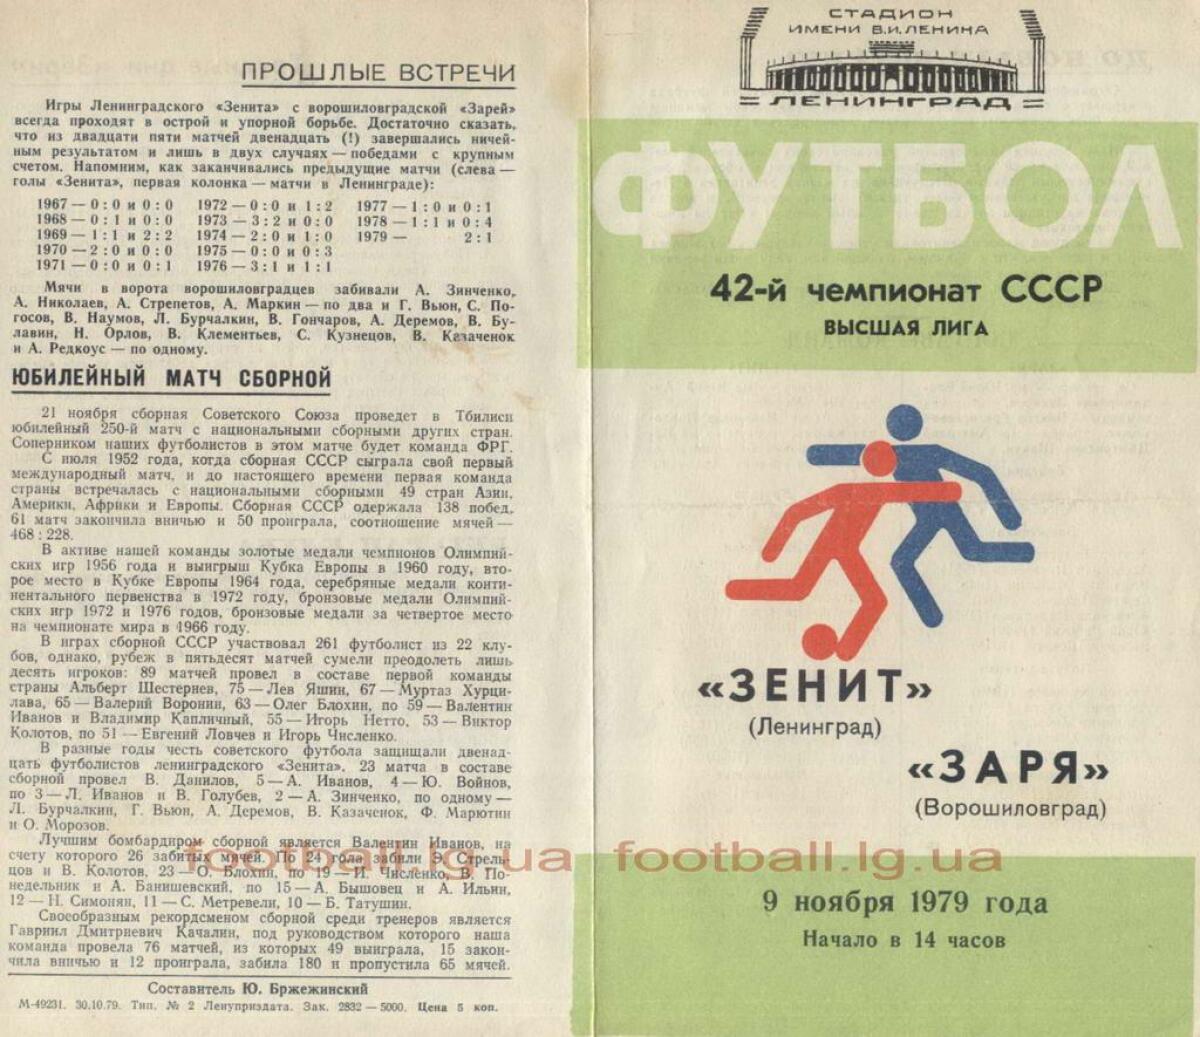 ПРОШЛЫЕ ВСТРЕЧИ
Игры Ленинградского «Зенита» с ворошиловградской «Зарей»
всегда проходят в острой и упорной борьбе. Достаточно сказать,
что из двадцати пяти матчей двенадцать (!) завершались ничей-
ным результатом и лишь в двух случаях — победами с крупным
счетом. Напомним, как заканчивались предыдущие матчи (слева —
голы «Зенита», первая колонка — матчи в Ленинграде):
1967 — 0 : 0 и 0 : 0 1972 — 0 : 0 и 1 : 2 1977 — 1 : 0 и 0 : 1
1968 — 0 : 1 и 0 : 0 1973 — 3 : 2 и 0 : 0 1978 — 1 : 1 и 0 : 4
1969 — 1 : 1 и 2 : 2 1974 — 2 : 0 и 1 : 0 1979 — 2 : 1
1970 — 2 : 0 и 0 : 0 1975 — 0 : 0 и 0 : 3
1971 — 0 : 0 и 0 : 1 1976 — 3 : 1 и 1 : 1
Мячи в ворота ворошиловградцев забивали А. Зинченко,
А. Николаев, А. Стрепетов, А. Маркин — по два и Г. Вьюн, С. По-
госов, В. Наумов, Л. Бурчалкин, В. Гончаров, А. Деремов, В. Бу-
лавин, Н. Орлов, В. Клементьев, С. Кузнецов, В. Казаченок
и А. Редкоус — по одному.
ЮБИЛЕЙНЫЙ МАТЧ СБОРНОЙ
21 ноября сборная Советского Союза проведет в Тбилиси
юбилейный 250-й матч с национальными сборными других стран.
Соперником наших футболистов в этом матче будет команда ФРГ.
С июля 1952 года, когда сборная СССР сыграла свой первый
международный матч, и до настоящего времени первая команда
страны встречалась с национальными сборными 49 стран Азии,
Америки, Африки и Европы. Сборная СССР одержала 138 побед,
61 матч закончила вничью и 50 проиграла, соотношение мячей —
468 : 228.
В активе нашей команды золотые медали чемпионов Олимпий-
ских игр 1956 года и выигрыш Кубка Европы в 1960 году, вто-
рое место в Кубке Европы 1964 года, серебряные медали конти-
нентального первенства в 1972 году, бронзовые медали Олимпий-
ских игр 1972 и 1976 годов, бронзовые медали за четвертое место
на чемпионате мира в 1966 году.
В играх сборной СССР участвовал 261 футболист из 22 клу-
бов, однако, рубеж в пятьдесят матчей сумели преодолеть лишь
десять игроков: 89 матчей провел в составе первой команды
страны Альберт Шестернев, 75 — Лев Яшин, 67 — Муртаз Хурци-
лава, 65 — Валерий Воронин, 63 — Олег Блохин, по 59 — Валентин
Иванов и Владимир Капличный, 55 — Игорь Нетто, 53 — Виктор
Колотов, по 51 — Евгений Ловчев и Игорь Численко.
В разные годы честь советского футбола защищали двенад-
цать футболистов ленинградского «Зенита». 23 матча в составе
сборной провел В. Данилов, 5 — А. Иванов, 4 — Ю. Войнов,
по 3 — Л. Иванов и В. Голубев, 2 — А. Зинченко, по одному —
Л. Бурчалкин, Г. Вьюн, А. Деремов, В. Казаченок, Ф. Марютин
и О. Морозов.
Лучшим бомбардиром сборной является Валентин Иванов, на
счету которого 26 забитых мячей. По 24 гола забили Э. Стрель-
цов и В. Колотов, 23 — О. Блохин, по 19 — И. Численко, В. По-
недельник и А. Банишевский, по 15 — А. Бышовец и А. Ильин,
12 — Н. Симонян, 11 — С. Метревели, 10 — Б. Татушин.
Своеобразным рекордсменом сборной среди тренеров является
Гавриил Дмитриевич Качалин, под руководством которого наша
команда провела 76 матчей, из которых 49 выиграла, 15 закон-
чила вничью и 12 проиграла, забила 180 и пропустила 65 мячей.
Составитель Ю. Бржежинский
М-49231. 30.10.79. Тип. № 2 Ленуприздата. Зак. 2832 — 5000. Цена 5 коп.
СТАДИОН
ИМЕНИ В.И.ЛЕНИНА
ЛЕНИНГРАД
ФУТБОЛ
42-й чемпионат СССР
ВЫСШАЯ ЛИГА
«ЗЕНИТ»
(Ленинград)
«ЗАРЯ»
(Ворошиловград)
football.lg.ua football.lg.ua
9 ноября 1979 года
Начало в 14 часов